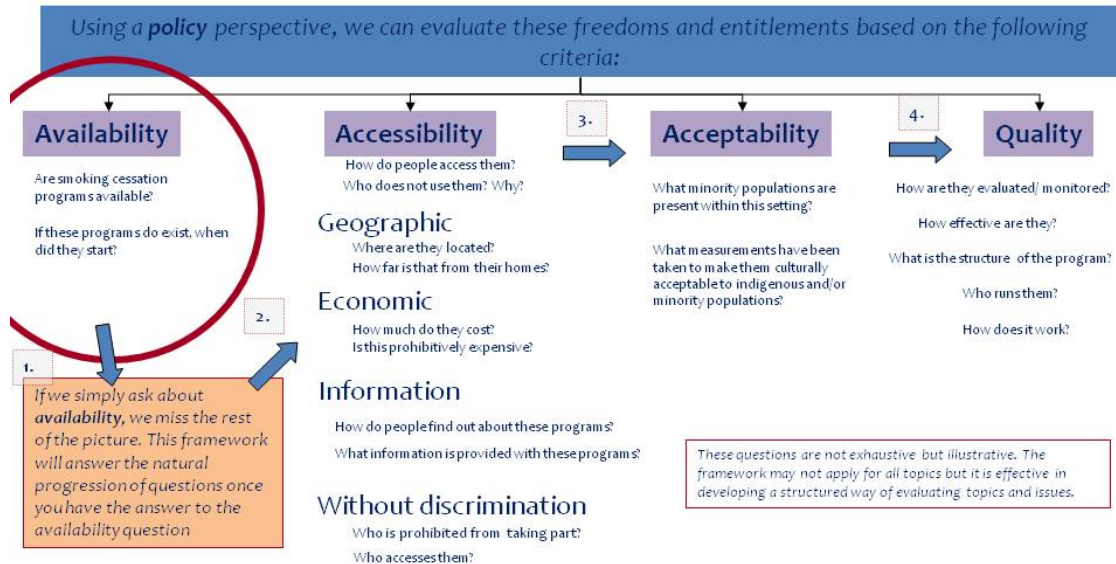 Using a policy perspective, we can evaluate these freedoms and entitlements based on the following
criteria:
Availability
Are smoking cessation
programs available?
If these programs do exist, when
did they start?
1.
If we simply ask about
availability, we miss the rest
of the picture. This framework
will answer the natural
progression of questions once
you have the answer to the
availability question
2.
Accessibility
How do people access them?
Who does not use them? Why?
Geographic
Where are they located?
How far is that from their homes?
Economic
How much do they cost?
Is this prohibitively expensive?
Information
How do people find out about these programs?
What information is provided with these programs?
Without discrimination
Who is prohibited from taking part?
Who accesses them?
3.
Acceptability
What minority populations are
present within this setting?
What measurements have been
taken to make them culturally
acceptable to indigenous and/or
minority populations?
4.
Quality
How are they evaluated/ monitored?
How effective are they?
What is the structure of the program?
Who runs them?
How does it work?
These questions are not exhaustive but illustrative. The
framework may not apply for all topics but it is effective in
developing a structured way of evaluating topics and issues.